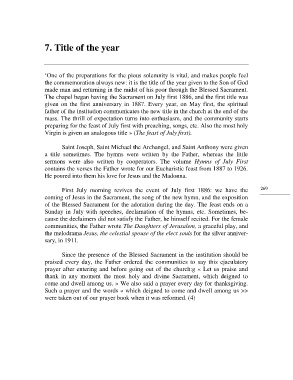 7. Title of the year
"One of the preparations for the pious solemnity is vital, and makes people feel
the commemoration always new: it is the title of the year given to the Son of God
made man and returning in the midst of his poor through the Blessed Sacrament.
The chapel began having the Sacrament on July first 1886, and the first title was
given on the first anniversary in 1887. Every year, on May first, the spiritual
father of the institution communicates the new title in the church at the end of the
mass. The thrill of expectation turns into enthusiasm, and the community starts
preparing for the feast of July first with preaching, songs, etc. Also the most holy
Virgin is given an analogous title > (The feast of July first).
Saint Joseph, Saint Michael the Archangel, and Saint Anthony were given
a title sometimes. The hymns were written by the Father, whereas the little
sermons were also written by cooperators. The volume Hymns of July First
contains the verses the Father wrote for our Eucharistic feast from 1887 to 1926.
He poured into them his love for Jesus and the Madonna.
First July morning revives the event of July first 1886: we have the
coming of Jesus in the Sacrament, the song of the new hymn, and the exposition
of the Blessed Sacrament for the adoration during the day. The feast ends on a
Sunday in July with speeches, declamation of the hymns, etc. Sometimes, be-
cause the declaimers did not satisfy the Father, he himself recited. For the female
communities, the Father wrote The Daughters of Jerusalem, a graceful play, and
the melodrama Jesus, the celestial spouse of the elect souls for the silver anniver-
sary, in 1911.
Since the presence of the Blessed Sacrament in the institution should be
praised every day, the Father ordered the communities to say this ejaculatory
prayer after entering and before going out of the church:g « Let us praise and
thank in any moment the most holy and divine Sacrament, which deigned to
come and dwell among us. » We also said a prayer every day for thanksgiving.
Such a prayer and the words « which deigned to come and dwell among us >>
were taken out of our prayer book when it was reformed. (4)